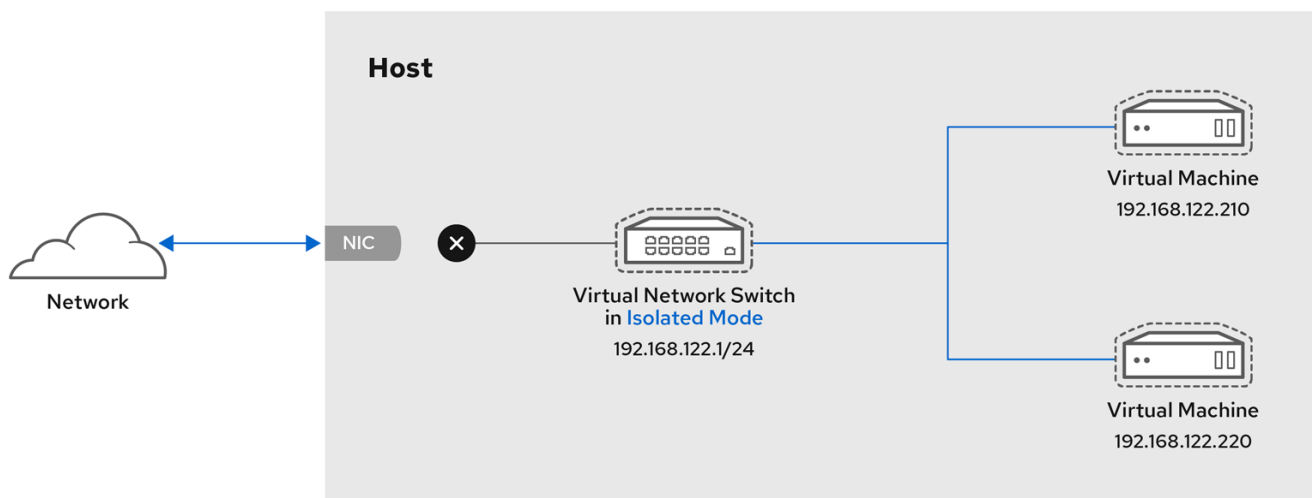 Host
Virtual Machine
192.168.122.210
NIC
Network
Virtual Network Switch
in Isolated Mode
192.168.122.1/24
Virtual Machine
192.168.122.220